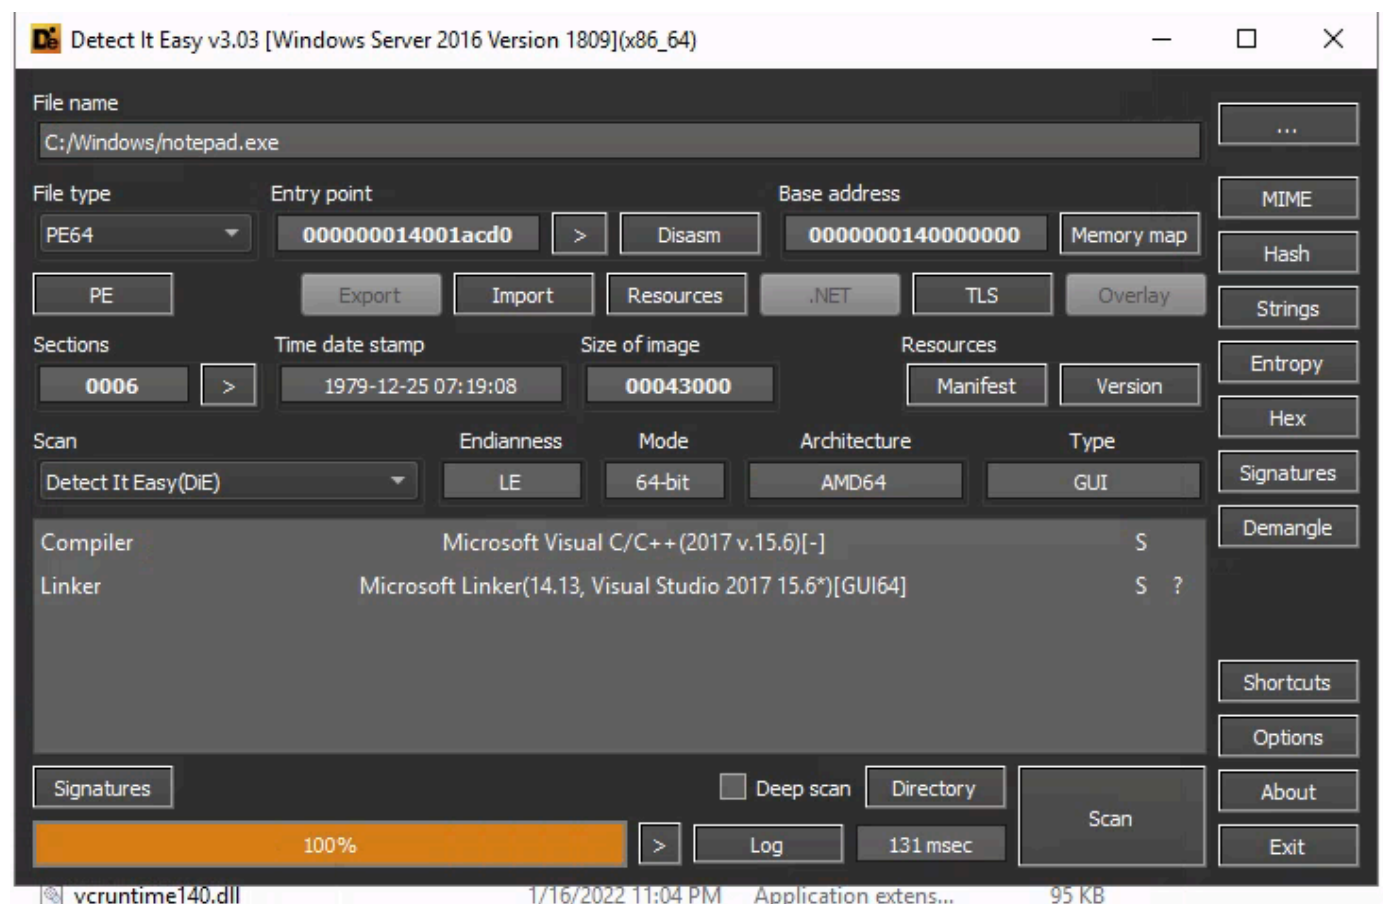 Detect It Easy v3.03 [Windows Server 2016 Version 1809](x86_64)
File name
C:/Windows/notepad.exe
...
File type Entry point Base address
PE64 000000014001acd0 > Disasm 0000000140000000 Memory map
MIME
Hash
PE Export Import Resources .NET TLS Overlay
Strings
Sections Time date stamp Size of image Resources
0006 > 1979-12-25 07:19:08 00043000 Manifest Version
Entropy
Hex
Scan Endianness Mode Architecture Type
Detect It Easy(DiE) LE 64-bit AMD64 GUI
Signatures
Demangle
Compiler Microsoft Visual C/C++(2017 v.15.6)[-] S
Linker Microsoft Linker(14.13, Visual Studio 2017 15.6*)[GUI64] S ?
Shortcuts
Options
Signatures Deep scan Directory Scan About
100% > Log 131 msec Exit
vcruntime140.dll 1/16/2022 11:04 PM Application extens... 95 KB